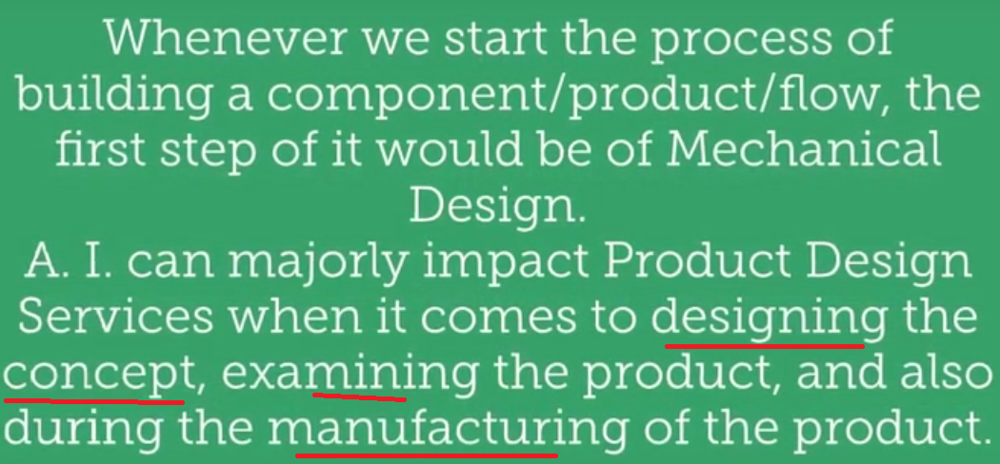 Whenever we start the process of
building a component/product/flow, the
first step of it would be of Mechanical
Design.
A. I. can majorly impact Product Design
Services when it comes to designing the
concept, examining the product, and also
during the manufacturing of the product.